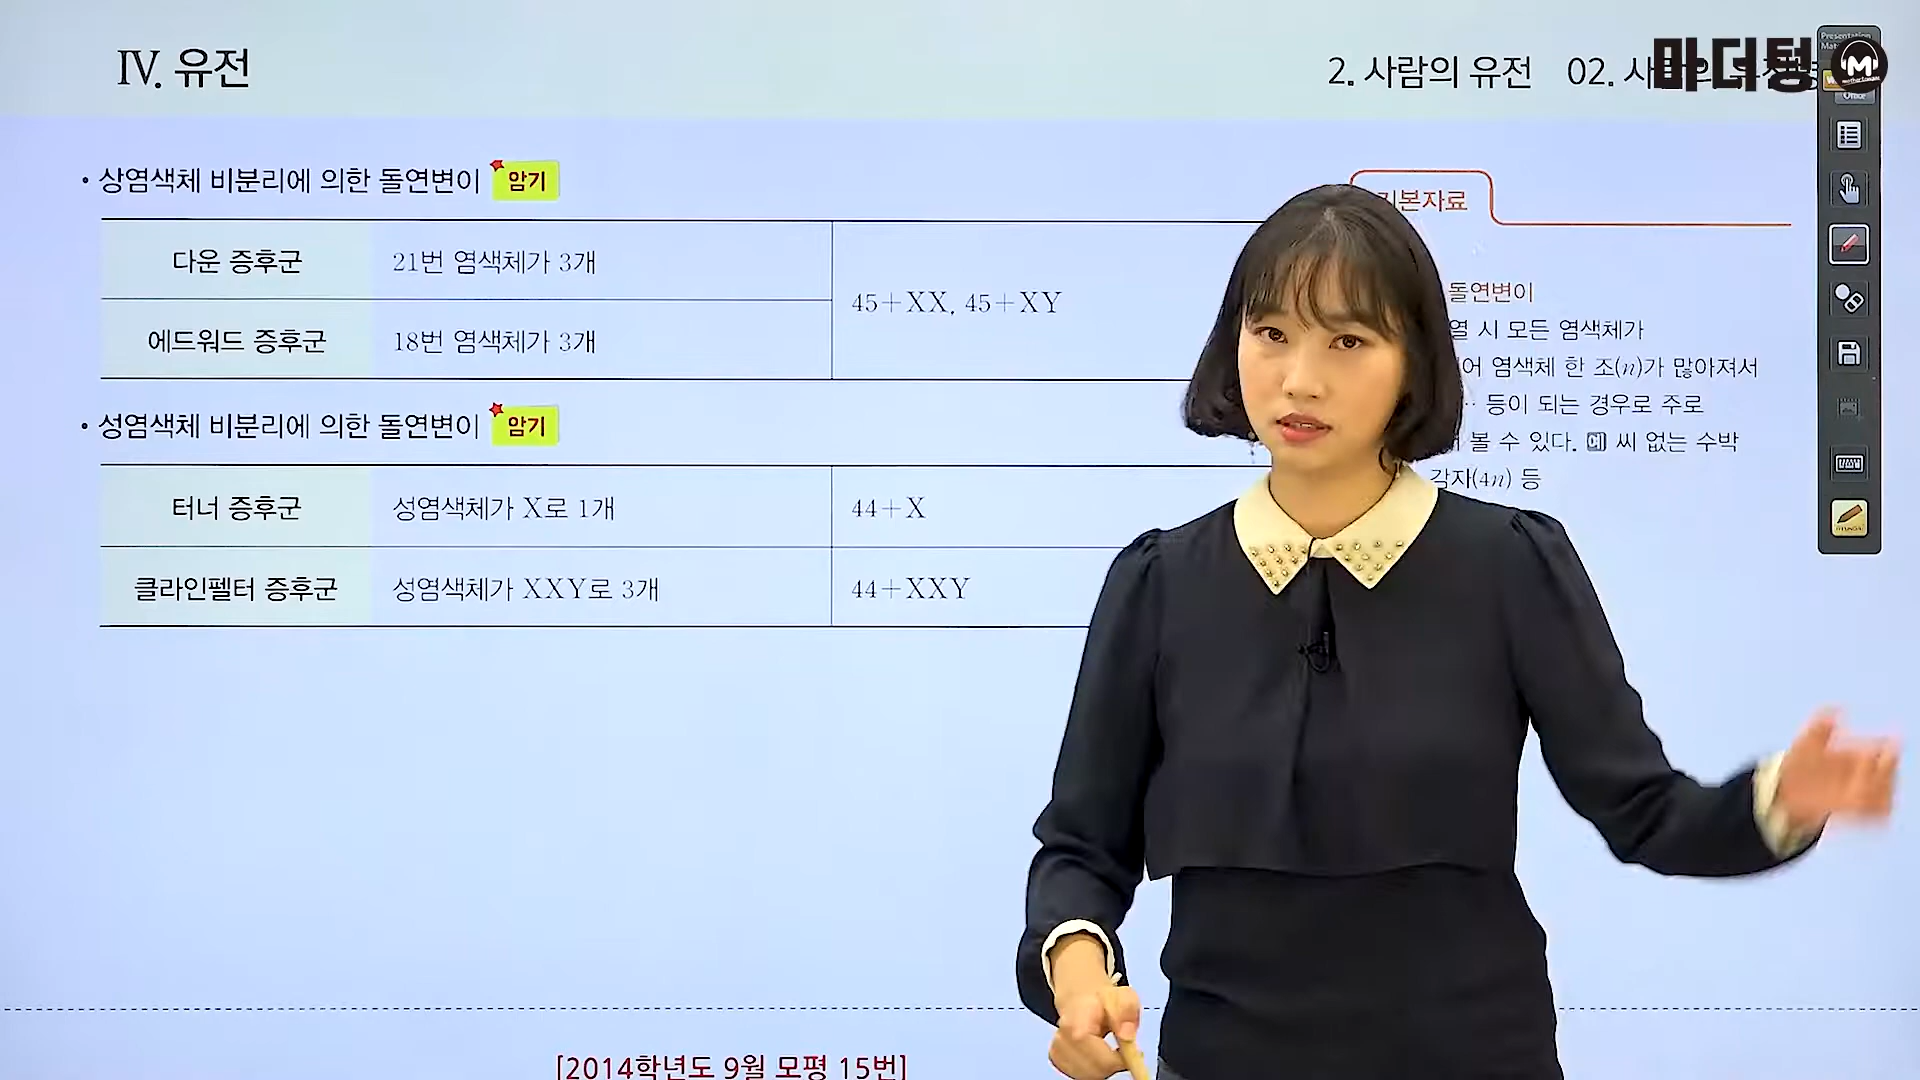 Ⅳ. 유전
2. 사람의 유전 02. 사
마더텅
M
Presentation
• 상염색체 비분리에 의한 돌연변이 암기
다운 증후군 21번 염색체가 3개
45+XX, 45+XY
에드워드 증후군 18번 염색체가 3개
• 성염색체 비분리에 의한 돌연변이 암기
터너 증후군 성염색체가 X로 1개 44+X
클라인펠터 증후군 성염색체가 XXY로 3개 44+XXY
기본자료
돌연변이
열 시 모든 염색체가
어 염색체 한 조(n)가 많아져서
등이 되는 경우로 주로
볼 수 있다. 예 씨 없는 수박
각자(4n) 등
[2014학년도 9월 모평 15번]